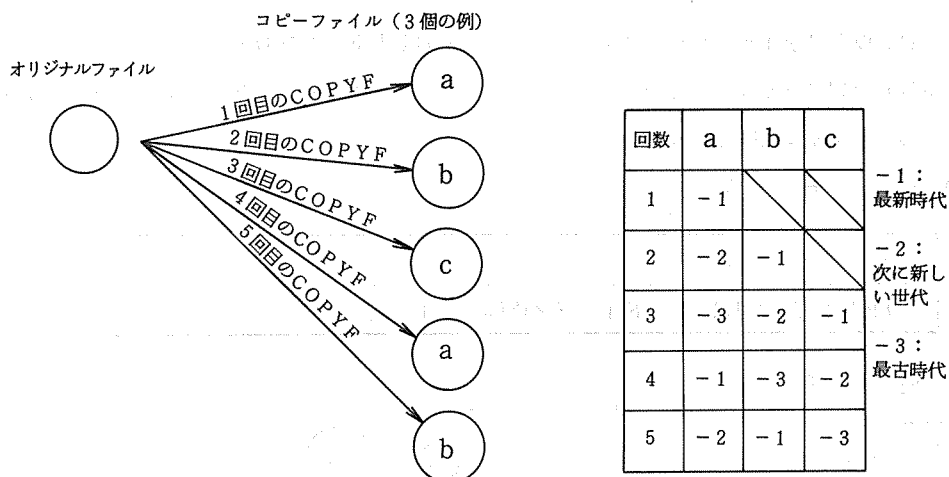 コピーファイル(3個の例)
オリジナルファイル
a
1回目のCOPYF
2回目のCOPYF
b
3回目のCOPYF
4回目のCOPYF
c
5回目のCOPYF
a
b
回数 a b c
1 -1
2 -2 -1
3 -3 -2 -1
4 -1 -3 -2
5 -2 -1 -3
-1:
最新時代
-2:
次に新し
い世代
-3:
最古時代